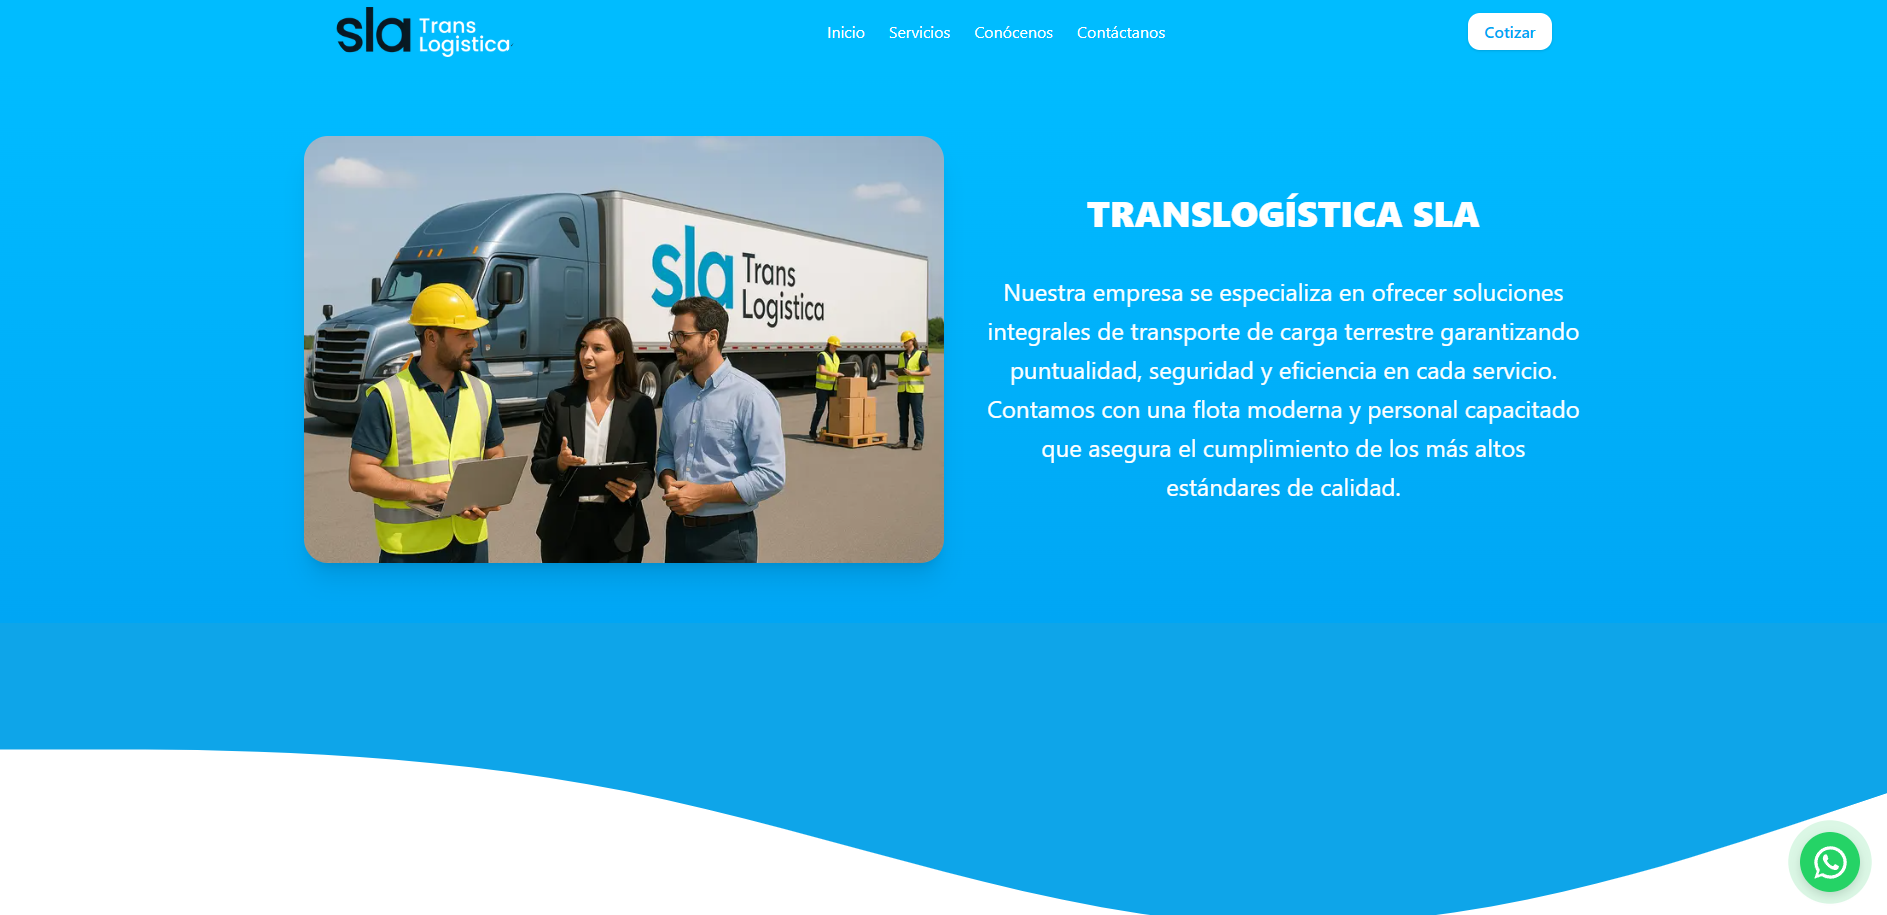 sla Trans
Logistica
Inicio Servicios Conócenos Contáctanos
Cotizar
sla Trans
Logistica
TRANSLOGÍSTICA SLA
Nuestra empresa se especializa en ofrecer soluciones
integrales de transporte de carga terrestre garantizando
puntualidad, seguridad y eficiencia en cada servicio.
Contamos con una flota moderna y personal capacitado
que asegura el cumplimiento de los más altos
estándares de calidad.